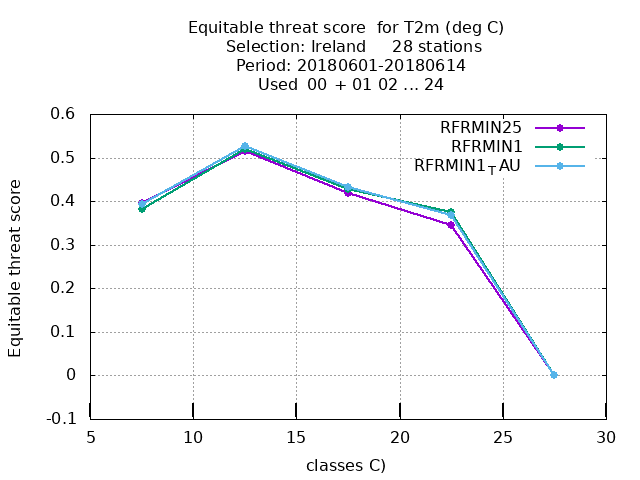 Equitable threat score  for T2m (deg C)
Selection: Ireland     28 stations
Period: 20180601-20180614
Used  00  + 01 02 ... 24
RFRMIN25
RFRMIN1
RFRMIN1TAU
Equitable threat score
0.6
0.5
0.4
0.3
0.2
0.1
0
-0.1
5 10 15 20 25 30
classes C)